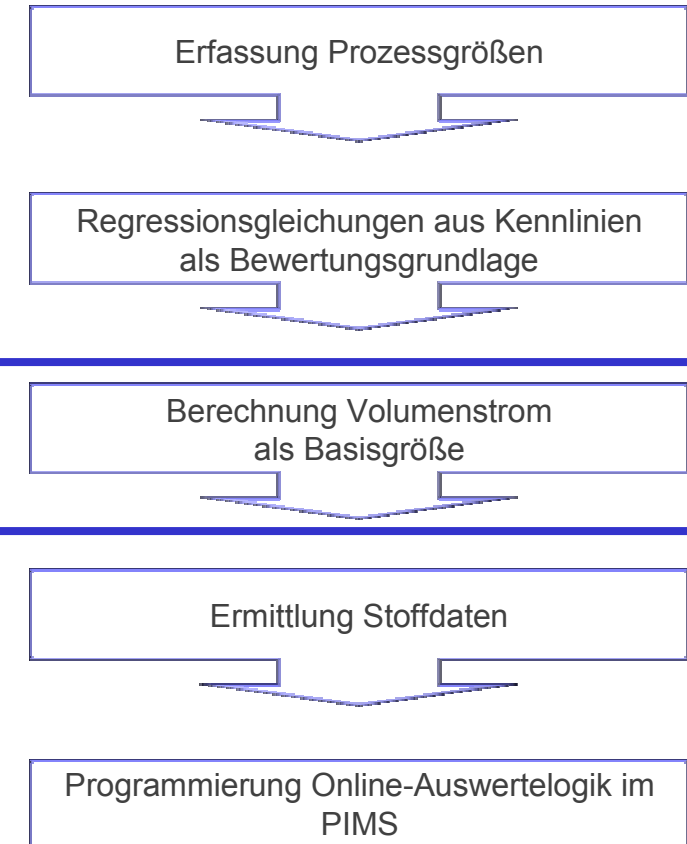 Erfassung Prozessgrößen
Regressionsgleichungen aus Kennlinien
als Bewertungsgrundlage
Berechnung Volumenstrom
als Basisgröße
Ermittlung Stoffdaten
Programmierung Online-Auswertelogik im
PIMS